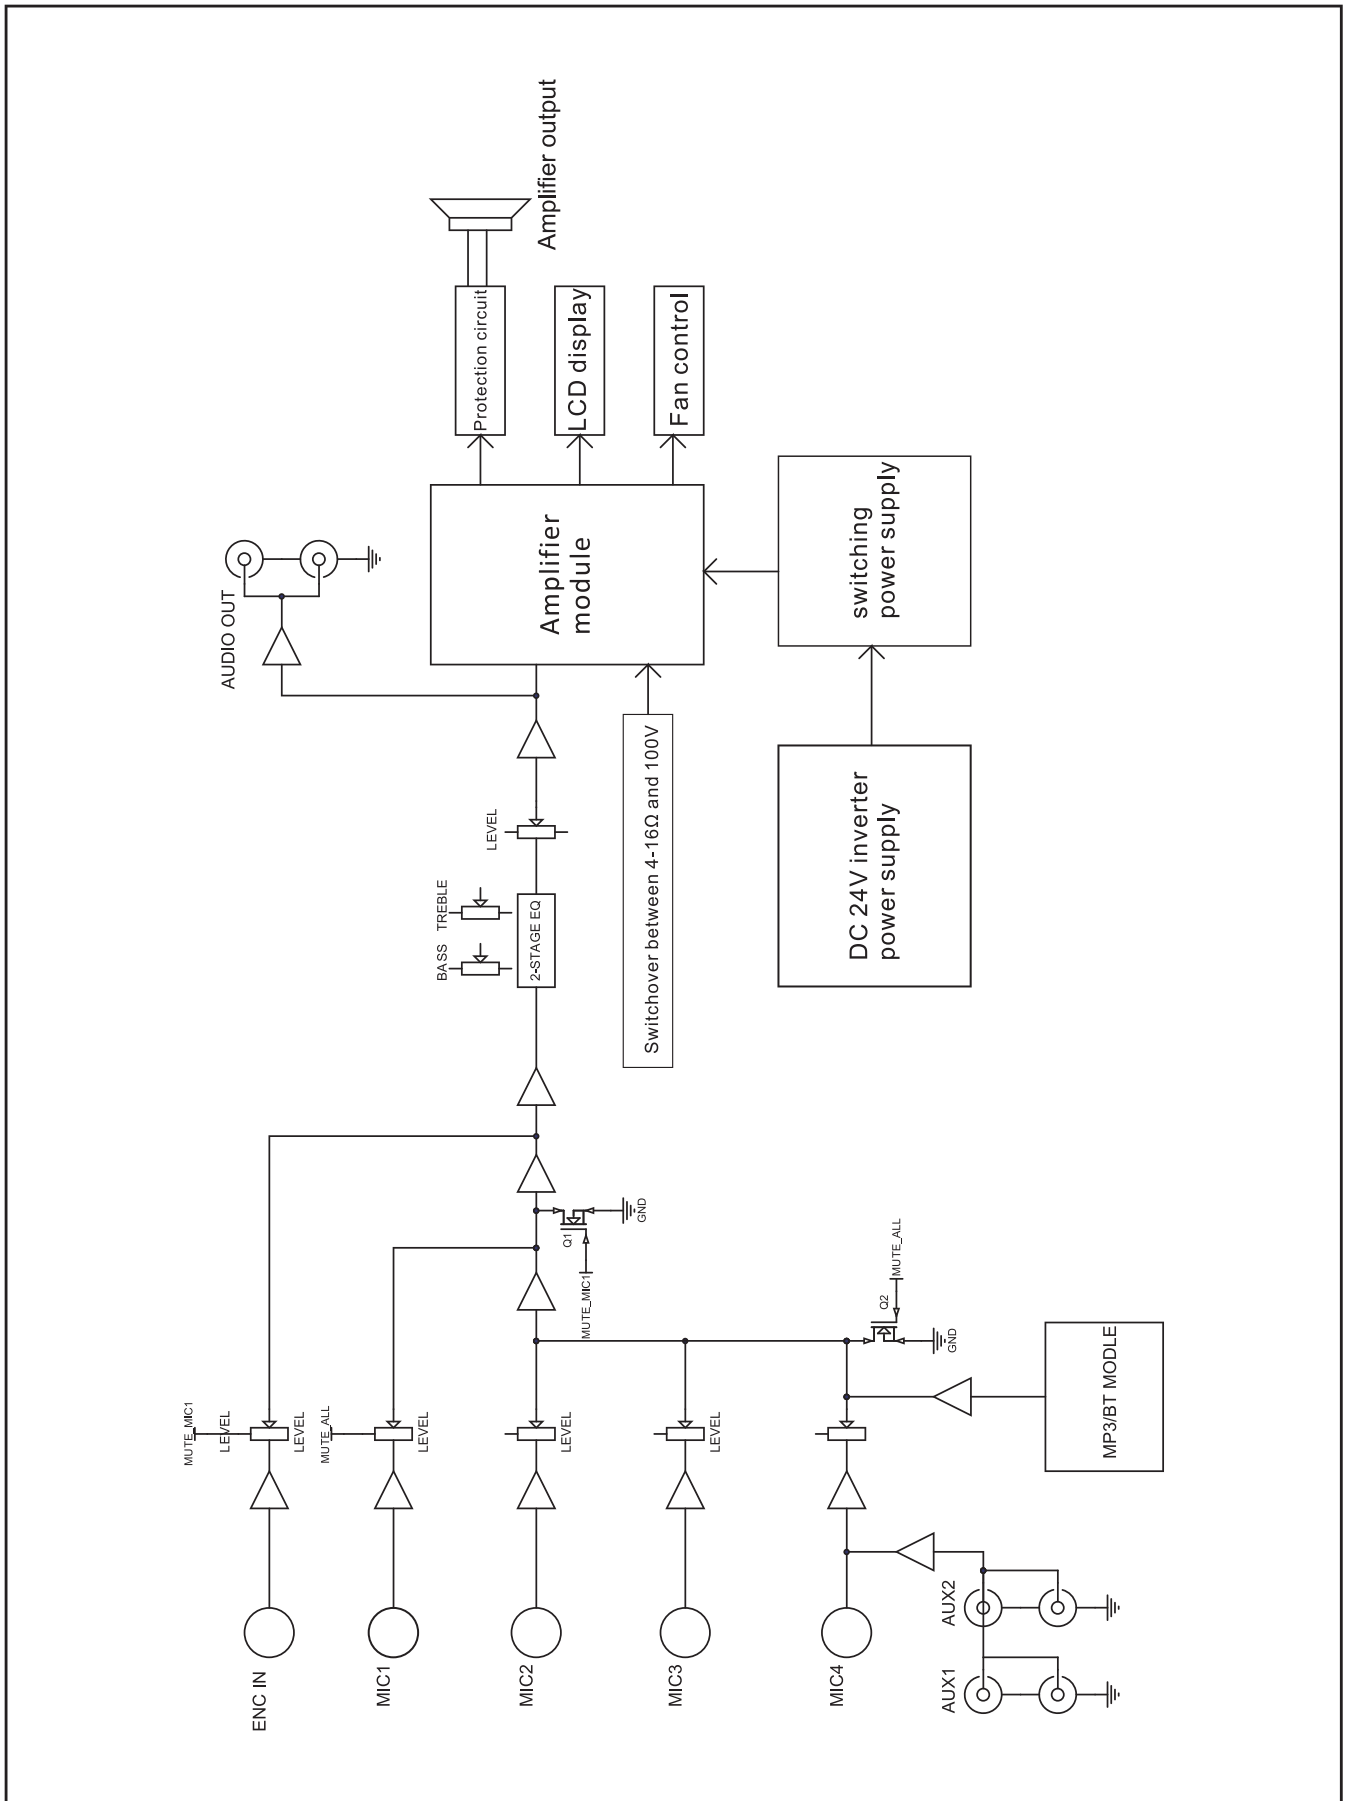 ENC IN
MUTE_MIC1
LEVEL
LEVEL
MIC1
MUTE_ALL
LEVEL
MIC2
LEVEL
MIC3
LEVEL
MIC4
AUX1
AUX2
MP3/BT MODLE
MUTE_MIC1
Q1
GND
Q2
MUTE_ALL
GND
BASS
TREBLE
2-STAGE EQ
LEVEL
AUDIO OUT
Switchover between 4-16Ω and 100V
DC 24V inverter
power supply
switching
power supply
Amplifier
module
Protection circuit
LCD display
Fan control
Amplifier output